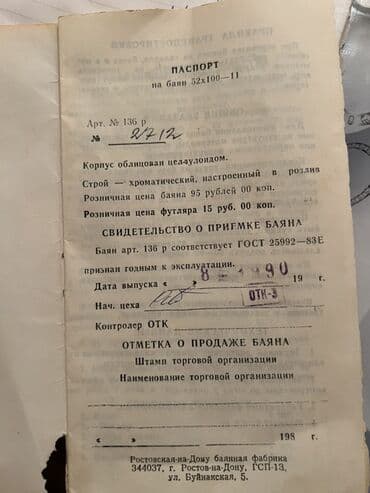 ПАСПОРТ
на баян 52х100—11
Арт. № 136 р
№ 2712
Корпус облицован целлулоидом.
Строй — хроматический, настроенный в розлив
Розничная цена баяна 95 рублей 00 коп.
Розничная цена футляра 15 руб. 00 коп.
СВИДЕТЕЛЬСТВО О ПРИЕМКЕ БАЯНА
Баян арт. 136 р соответствует ГОСТ 25992—83Е
признан годным к эксплуатации.
Дата выпуска « » 8 - 1990 19 г.
Нач. цеха
ОТК-3
Контролер ОТК
ОТМЕТКА О ПРОДАЖЕ БАЯНА
Штамп торговой организации
Наименование торговой организации
« » 198 г.
Ростовская-на-Дону баянная фабрика
344037, г. Ростов-на-Дону, ГСП-13,
ул. Буйнакская, 5.